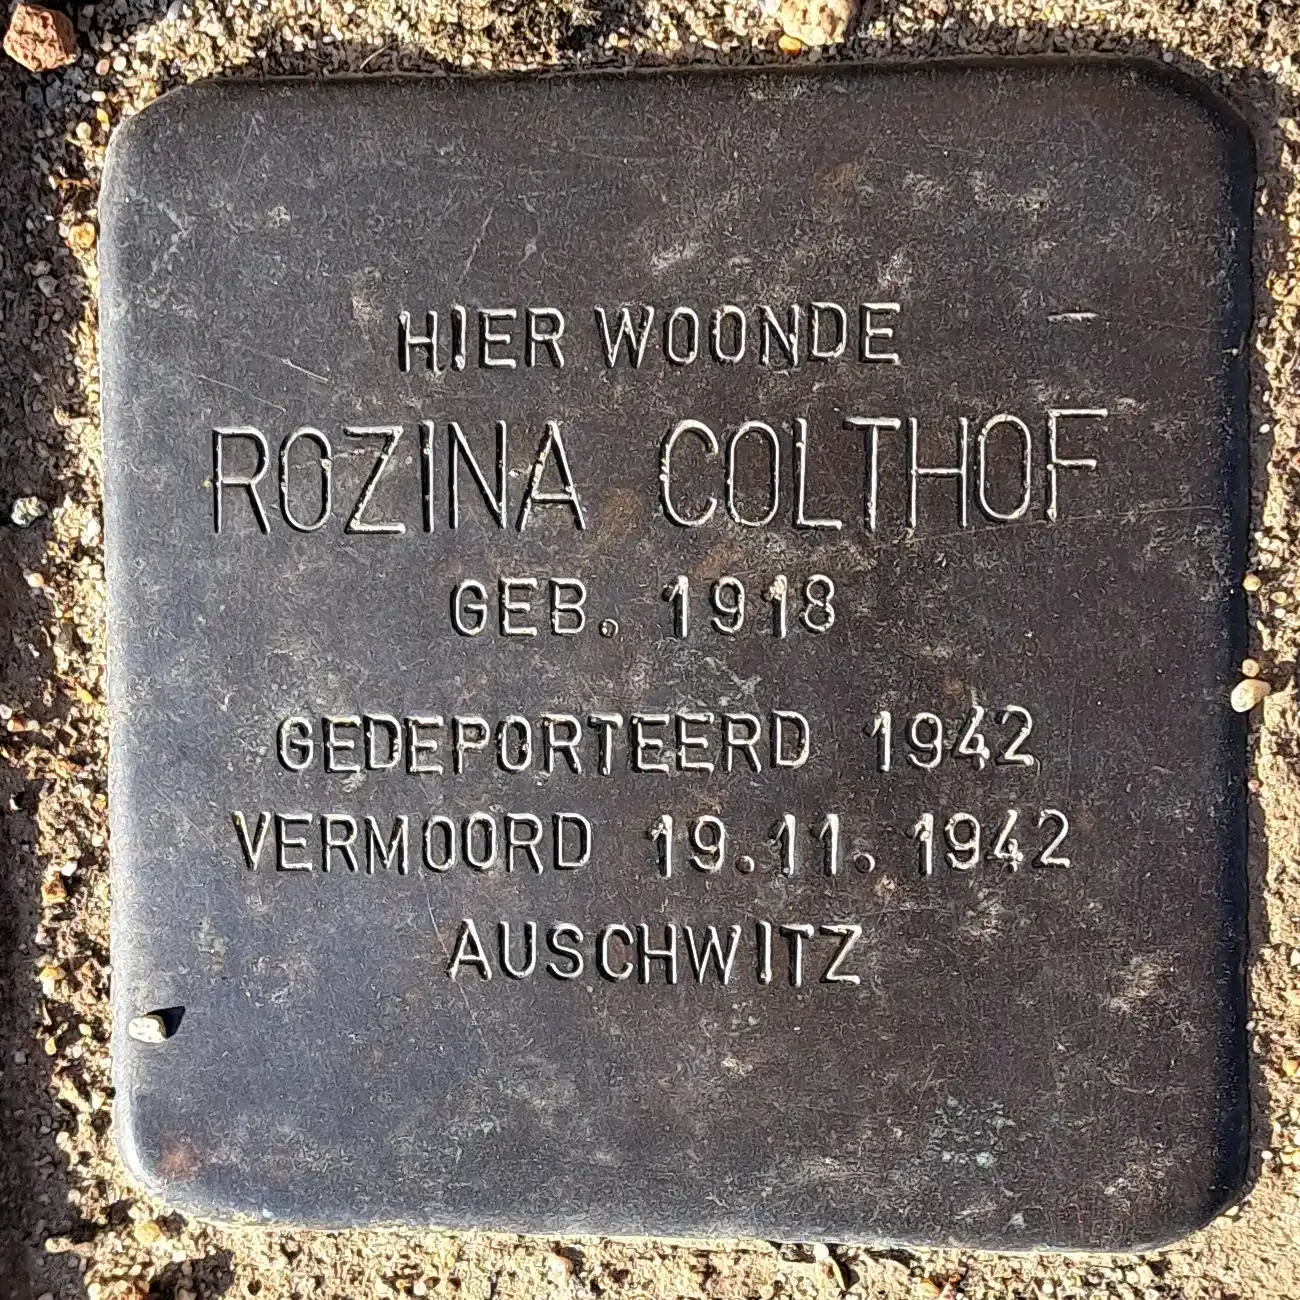 HIER WOONDE
ROZINA COLTHOF
GEB. 1918
GEDEPORTEERD 1942
VERMOORD 19.11.1942
AUSCHWITZ